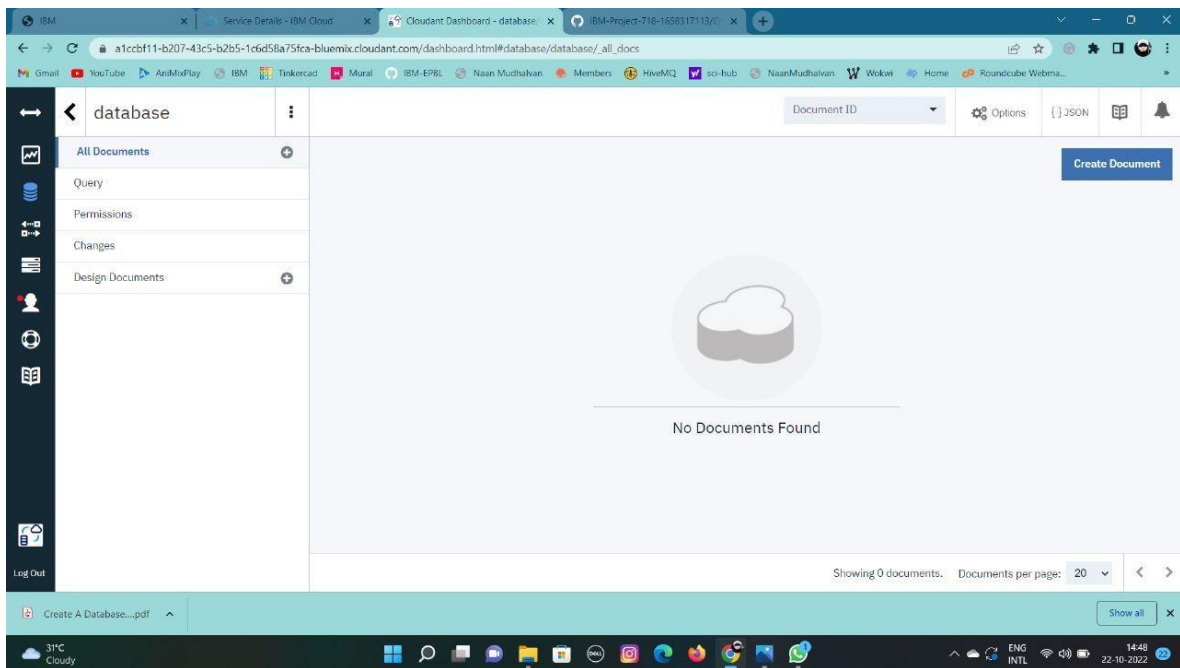 IBM
Service Details - IBM Cloud
Cloudant Dashboard - database/
IBM-Project-718-1658317113/C
a1ccbf11-b207-43c5-b2b5-1c6d58a75fca-bluemix.cloudant.com/dashboard.html#database/database/_all_docs
Gmail YouTube AniMixPlay IBM Tinkercad Mural IBM-EPBL Naan Mudhalvan Members HiveMQ sci-hub NaanMudhalvan Wokwi Home Roundcube Webma...
database
Document ID
Options
{ } JSON
All Documents
Create Document
Query
Permissions
Changes
Design Documents
No Documents Found
Log Out
Showing 0 documents. Documents per page: 20
Create A Database....pdf
Show all
31°C
Cloudy
ENG
INTL
14:48
22-10-2022
22